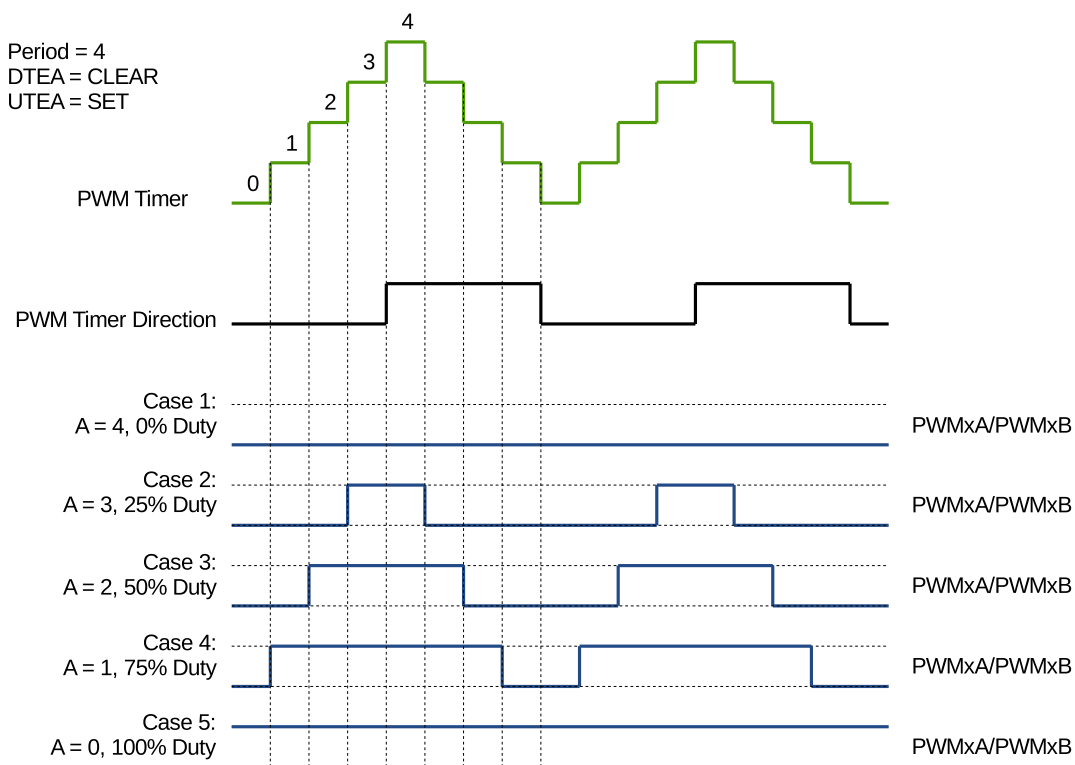 4
Period = 4
DTEA = CLEAR
UTEA = SET
3
2
1
0
PWM Timer
PWM Timer Direction
Case 1:
A = 4, 0% Duty
PWMxA/PWMxB
Case 2:
A = 3, 25% Duty
PWMxA/PWMxB
Case 3:
A = 2, 50% Duty
PWMxA/PWMxB
Case 4:
A = 1, 75% Duty
PWMxA/PWMxB
Case 5:
A = 0, 100% Duty
PWMxA/PWMxB